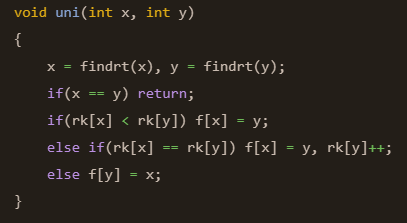 void uni(int x, int y)
{
    x = findrt(x), y = findrt(y);
    if(x == y) return;
    if(rk[x] < rk[y]) f[x] = y;
    else if(rk[x] == rk[y]) f[x] = y, rk[y]++;
    else f[y] = x;
}